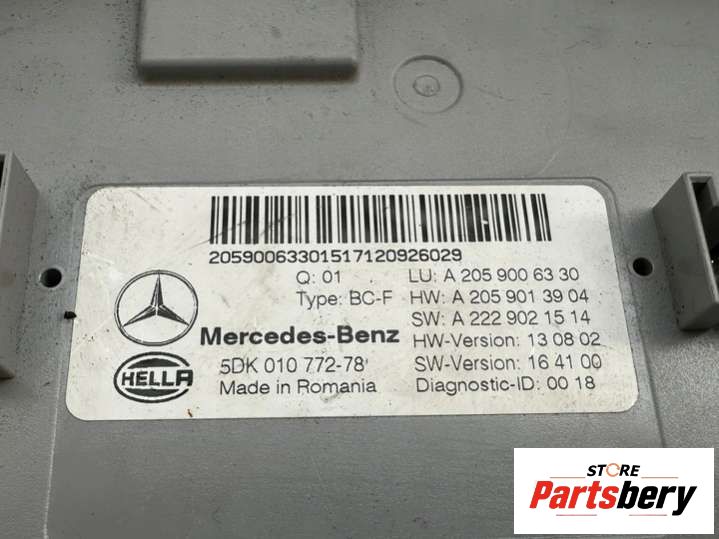 2059006330151712092602​9
Q: 01 LU: A 205 900 63 30
Type: BC-F HW: A 205 901 39 04
SW: A 222 902 15 14
Mercedes-Benz HW-Version: 13 08 02
5DK 010 772-78 SW-Version: 16 41 00
HELLA Made in Romania Diagnostic-ID: 00 18
STORE
Partsbery